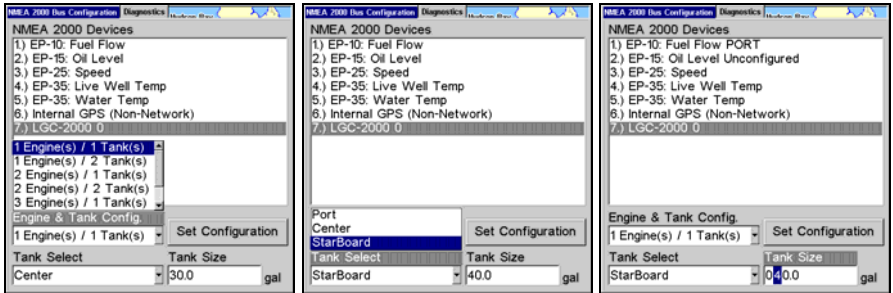 NMEA 2000 Bus Configuration Diagnostics
NMEA 2000 Devices
1.) EP-10: Fuel Flow
2.) EP-15: Oil Level
3.) EP-25: Speed
4.) EP-35: Live Well Temp
5.) EP-35: Water Temp
6.) Internal GPS (Non-Network)
7.) LGC-2000 0
1 Engine(s) / 1 Tank(s)
1 Engine(s) / 2 Tank(s)
2 Engine(s) / 1 Tank(s)
2 Engine(s) / 2 Tank(s)
3 Engine(s) / 1 Tank(s)
Engine & Tank Config.
1 Engine(s) / 1 Tank(s) Set Configuration
Tank Select Tank Size
Center 30.0 gal
NMEA 2000 Bus Configuration Diagnostics
NMEA 2000 Devices
1.) EP-10: Fuel Flow
2.) EP-15: Oil Level
3.) EP-25: Speed
4.) EP-35: Live Well Temp
5.) EP-35: Water Temp
6.) Internal GPS (Non-Network)
7.) LGC-2000 0
Port
Center
StarBoard
Set Configuration
Tank Select Tank Size
StarBoard 40.0 gal
NMEA 2000 Bus Configuration Diagnostics
NMEA 2000 Devices
1.) EP-10: Fuel Flow PORT
2.) EP-15: Oil Level Unconfigured
3.) EP-25: Speed
4.) EP-35: Live Well Temp
5.) EP-35: Water Temp
6.) Internal GPS (Non-Network)
7.) LGC-2000 0
Engine & Tank Config.
1 Engine(s) / 1 Tank(s) Set Configuration
Tank Select Tank Size
StarBoard 040.0 gal